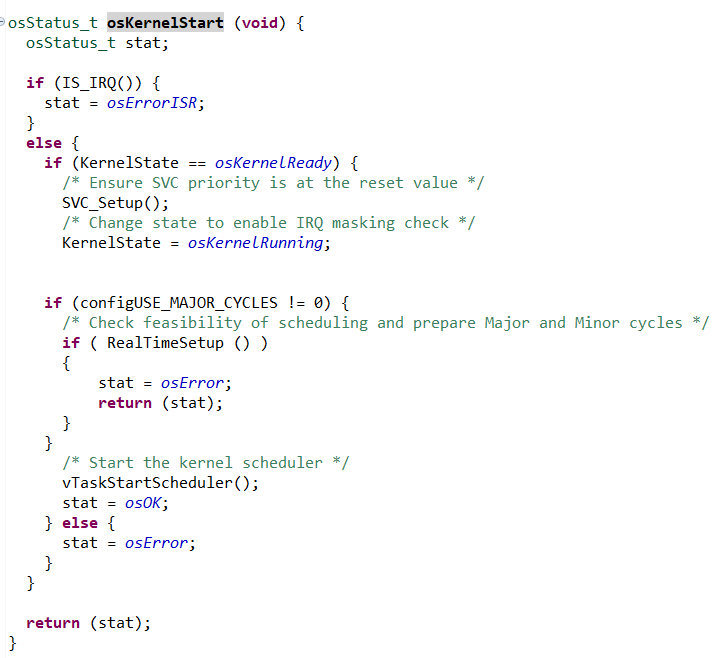 osStatus_t osKernelStart (void) {
  osStatus_t stat;

  if (IS_IRQ()) {
    stat = osErrorISR;
  }
  else {
    if (KernelState == osKernelReady) {
      /* Ensure SVC priority is at the reset value */
      SVC_Setup();
      /* Change state to enable IRQ masking check */
      KernelState = osKernelRunning;


    if (configUSE_MAJOR_CYCLES != 0) {
      /* Check feasibility of scheduling and prepare Major and Minor cycles */
      if ( RealTimeSetup () )
      {
          stat = osError;
          return (stat);
      }
    }
      /* Start the kernel scheduler */
      vTaskStartScheduler();
      stat = osOK;
    } else {
      stat = osError;
    }
  }

  return (stat);
}